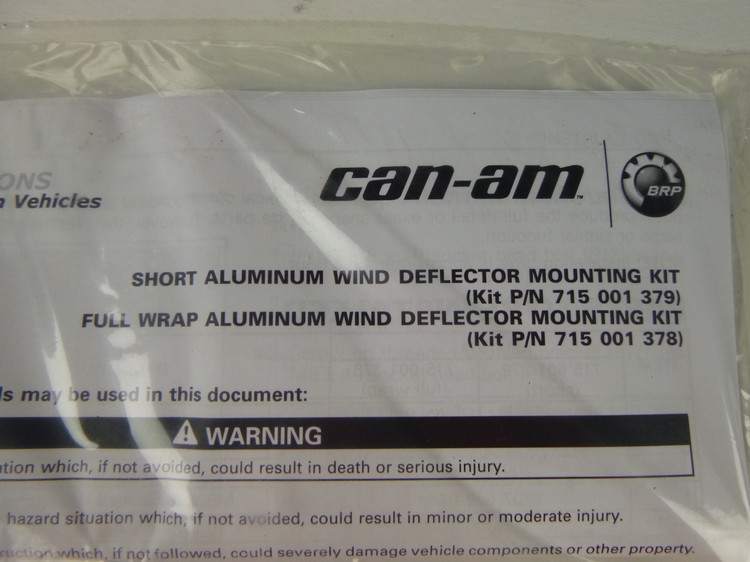 ONS
can-am
BRP
Vehicles
SHORT ALUMINUM WIND DEFLECTOR MOUNTING KIT
(Kit P/N 715 001 379)
FULL WRAP ALUMINUM WIND DEFLECTOR MOUNTING KIT
(Kit P/N 715 001 378)
ls may be used in this document:
WARNING
tion which, if not avoided, could result in death or serious injury.
hazard situation which, if not avoided, could result in minor or moderate injury.
ruction which, if not followed, could severely damage vehicle components or other property.